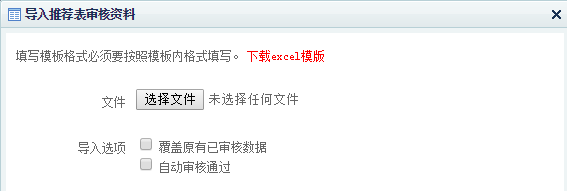 导入推荐表审核资料
填写模板格式必须要按照模板内格式填写。 下载excel模版
文件 选择文件 未选择任何文件
导入选项 覆盖原有已审核数据
自动审核通过